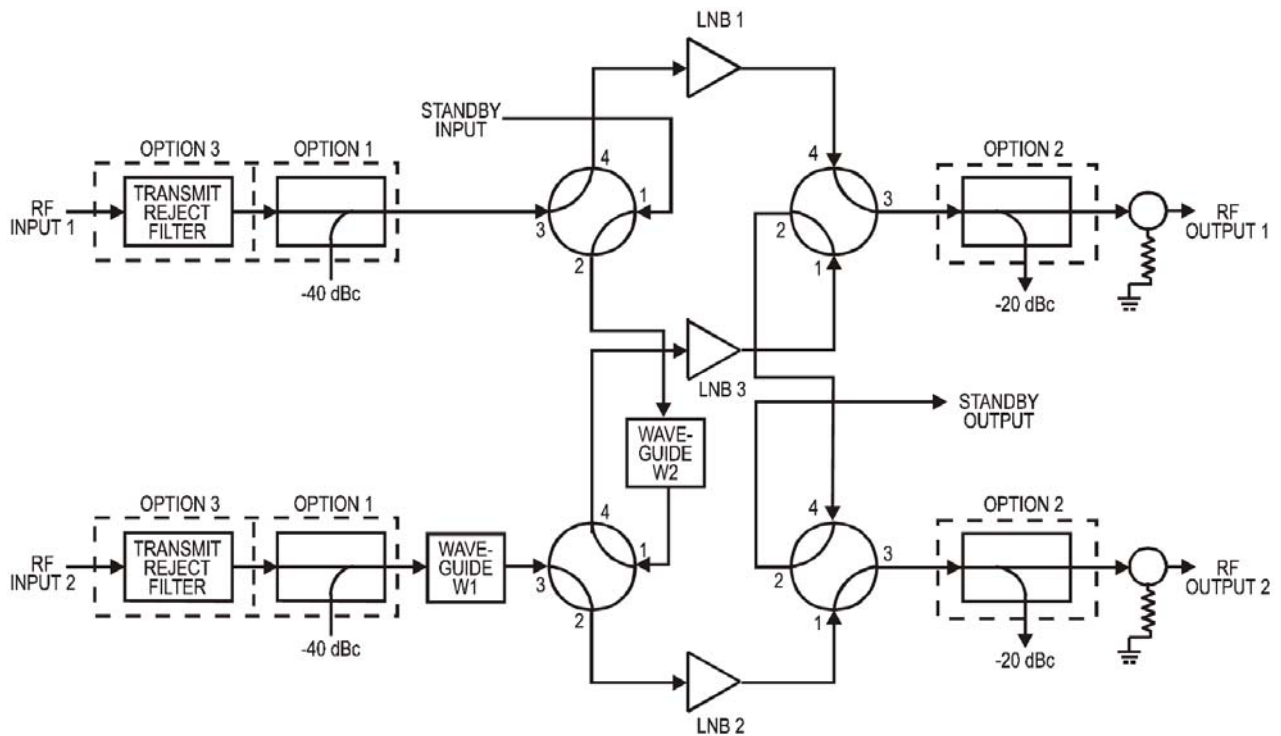 LNB 1
STANDBY
INPUT
OPTION 3
OPTION 1
4
4
OPTION 2
RF
INPUT 1
TRANSMIT
REJECT
FILTER
1
3
2
3
2
1
RF
OUTPUT 1
-40 dBc
-20 dBc
LNB 3
STANDBY
OUTPUT
WAVE-
GUIDE
W2
OPTION 3
OPTION 1
4
4
OPTION 2
RF
INPUT 2
TRANSMIT
REJECT
FILTER
WAVE-
GUIDE
W1
1
3
2
3
2
1
RF
OUTPUT 2
-40 dBc
-20 dBc
LNB 2